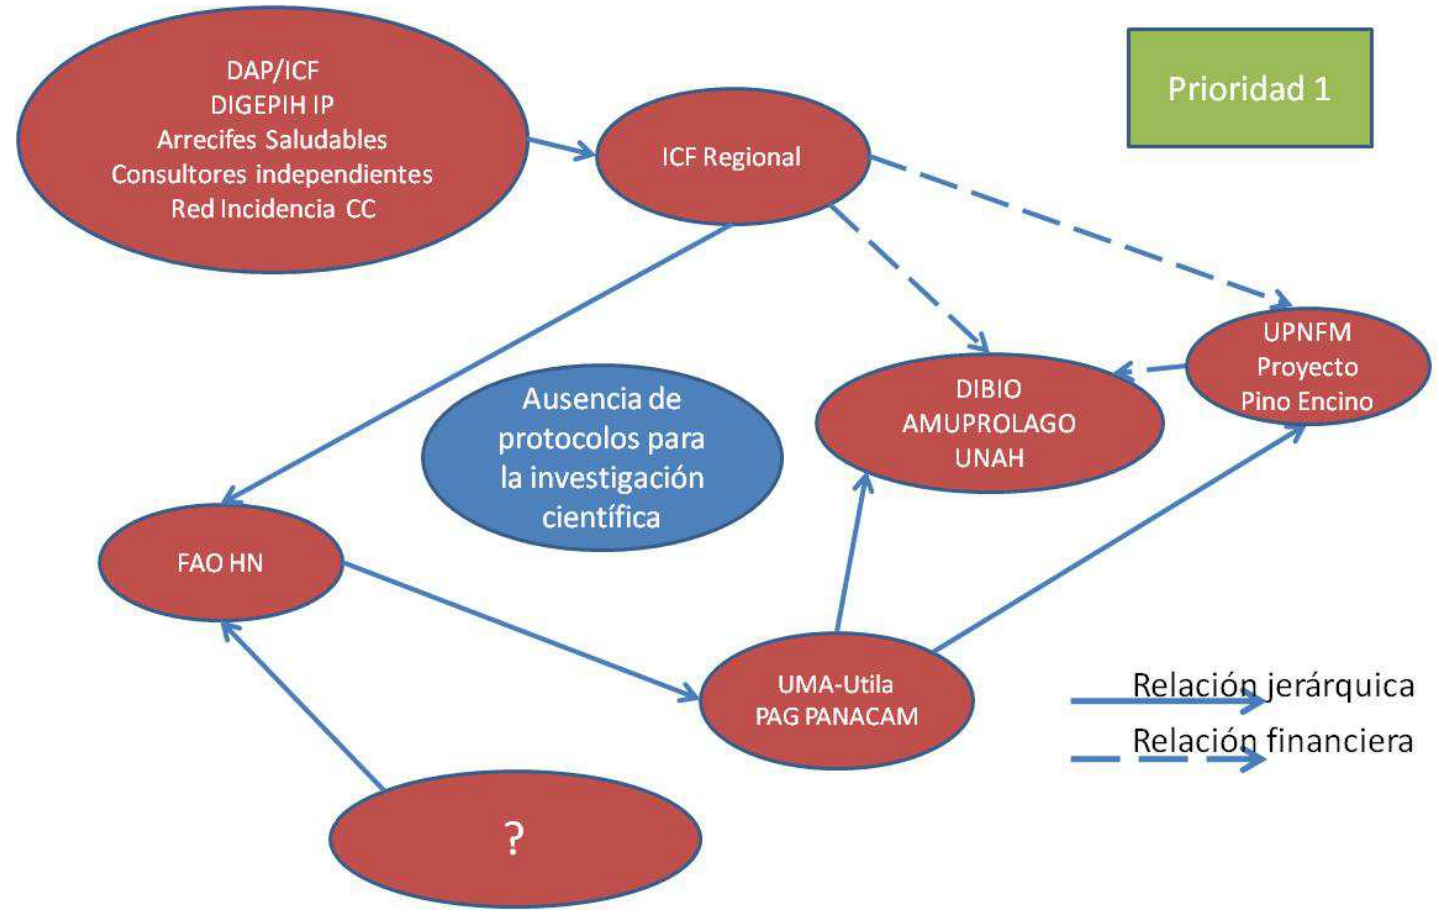 DAP/ICF
DIGEPIH IP
Arrecifes Saludables
Consultores independientes
Red Incidencia CC
ICF Regional
Prioridad 1
UPNFM
Proyecto
Pino Encino
DIBIO
AMUPROLAGO
UNAH
Ausencia de
protocolos para
la investigación
científica
FAO HN
UMA-Utila
PAG PANACAM
Relación jerárquica
Relación financiera
?